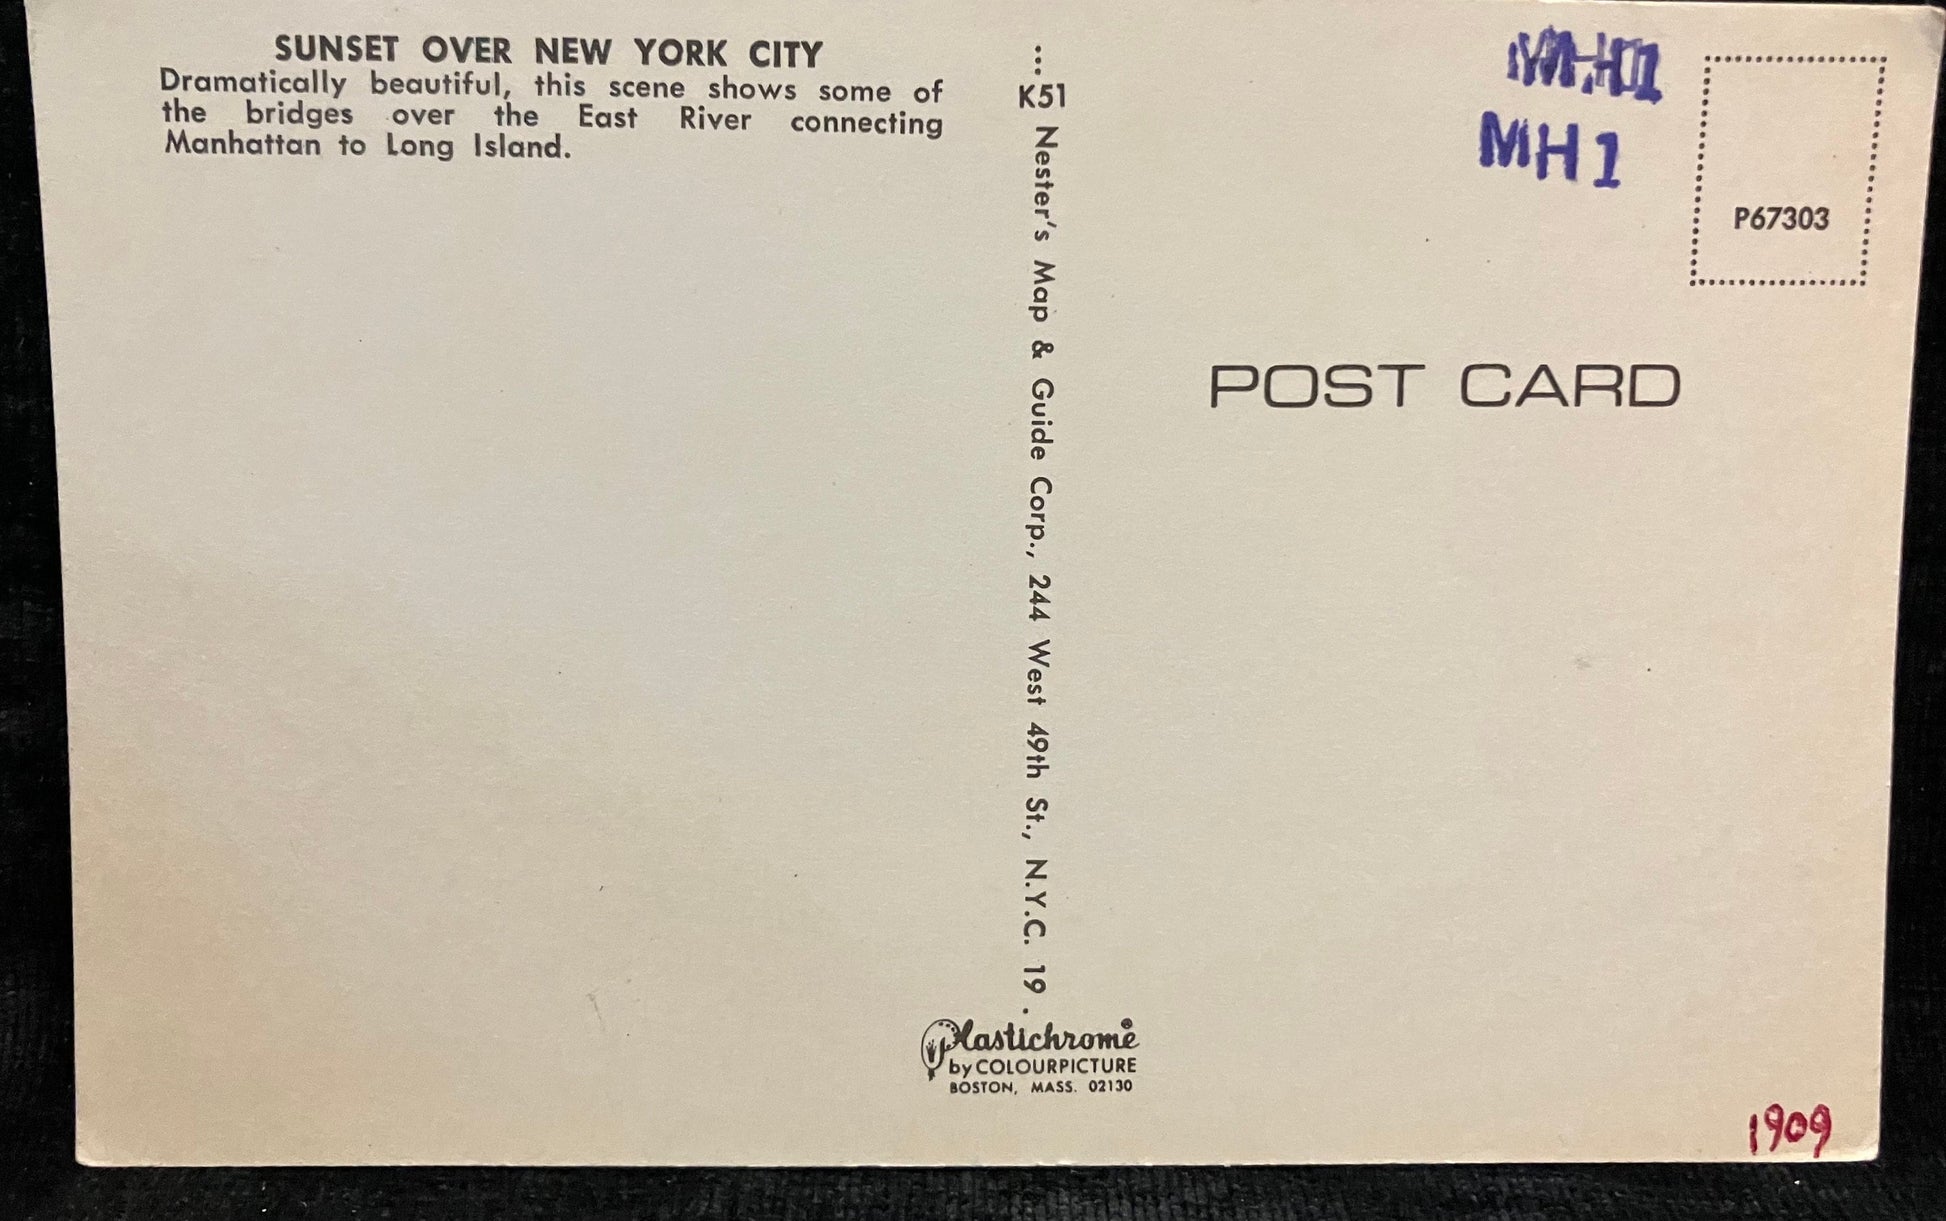 SUNSET OVER NEW YORK CITY
Dramatically beautiful, this scene shows some of
the bridges over the East River connecting
Manhattan to Long Island.
K51
Nester's Map & Guide Corp., 244 West 49th St., N.Y.C. 19.
Plastichrome®
by COLOURPICTURE
BOSTON, MASS. 02130
MH1
P67303
POST CARD
1909